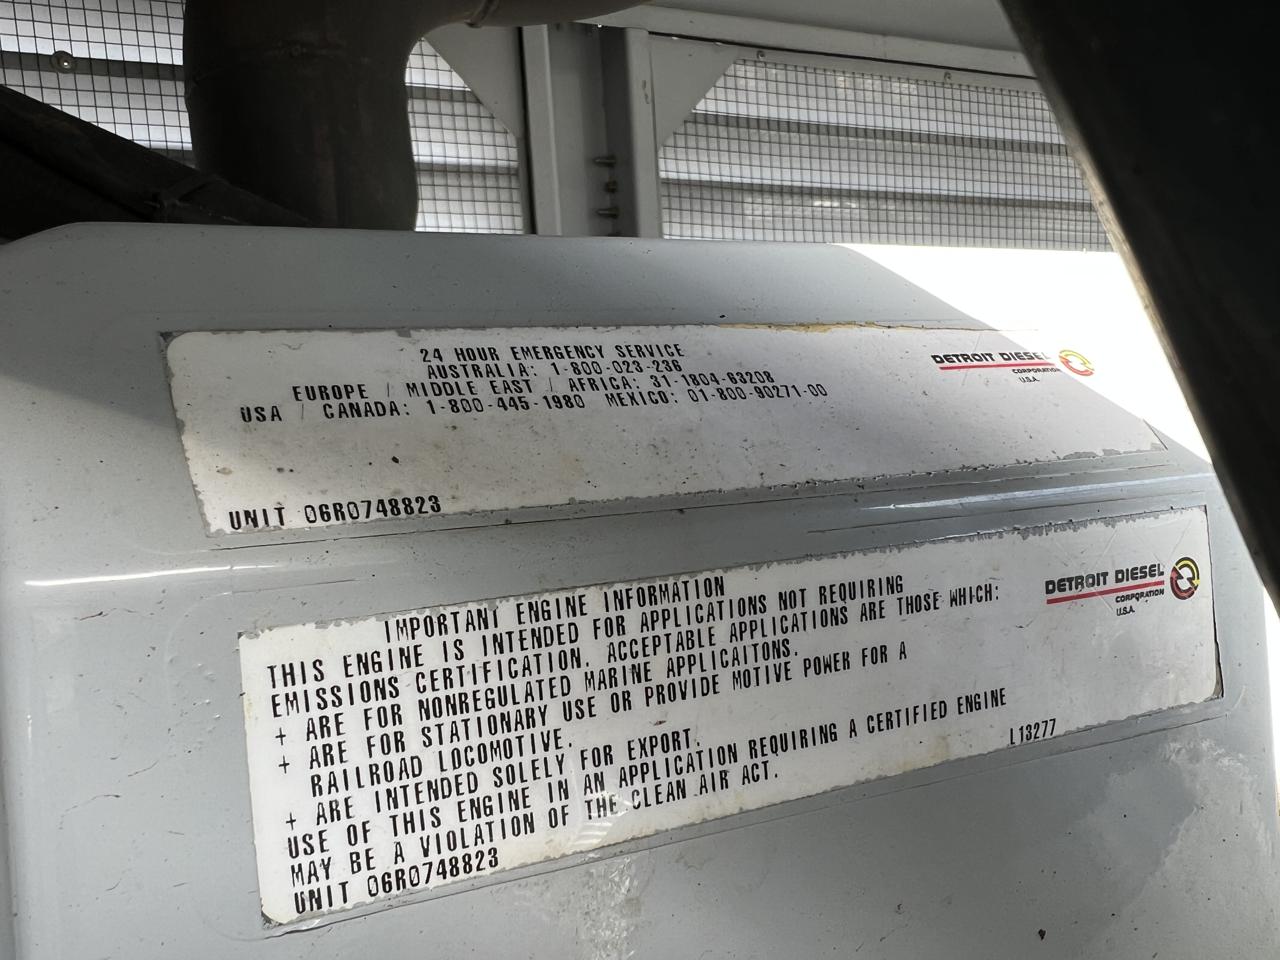 24 HOUR EMERGENCY SERVICE
AUSTRALIA: 1-800-023-236
EUROPE / MIDDLE EAST / AFRICA: 31-1804-63208
USA / CANADA: 1-800-445-1980 MEXICO: 01-800-90271-00
DETROIT DIESEL
CORPORATION
U.S.A.
UNIT 06R0748823
IMPORTANT ENGINE INFORMATION
THIS ENGINE IS INTENDED FOR APPLICATIONS NOT REQUIRING
EMISSIONS CERTIFICATION. ACCEPTABLE APPLICATIONS ARE THOSE WHICH:
+ ARE FOR NONREGULATED MARINE APPLICAITONS.
+ ARE FOR STATIONARY USE OR PROVIDE MOTIVE POWER FOR A
RAILROAD LOCOMOTIVE.
+ ARE INTENDED SOLELY FOR EXPORT.
USE OF THIS ENGINE IN AN APPLICATION REQUIRING A CERTIFIED ENGINE
MAY BE A VIOLATION OF THE CLEAN AIR ACT.
UNIT 06R0748823
L13277
DETROIT DIESEL
CORPORATION
U.S.A.